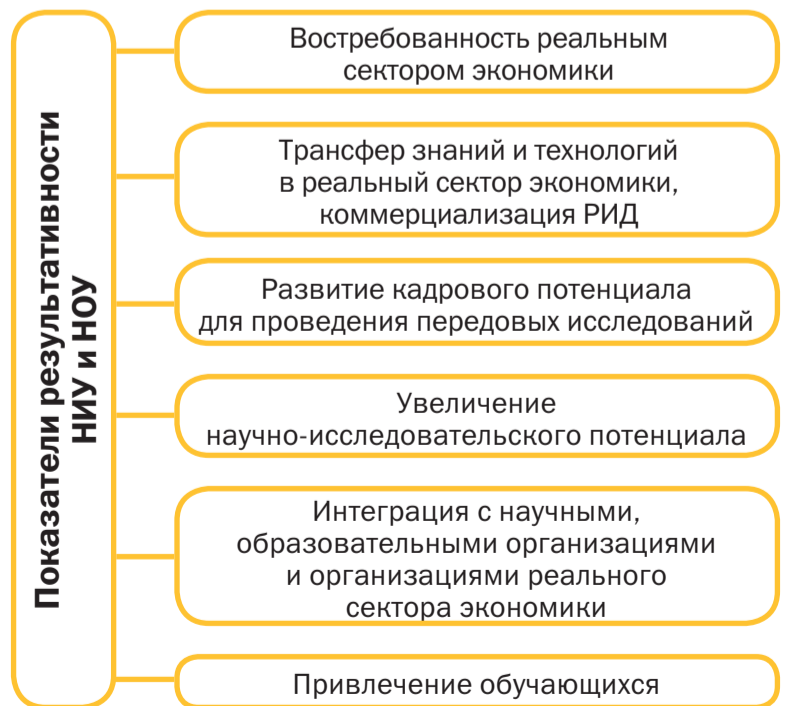 Показатели результативности
НИУ и НОУ
Востребованность реальным
сектором экономики
Трансфер знаний и технологий
в реальный сектор экономики,
коммерциализация РИД
Развитие кадрового потенциала
для проведения передовых исследований
Увеличение
научно-исследовательского потенциала
Интеграция с научными,
образовательными организациями
и организациями реального
сектора экономики
Привлечение обучающихся